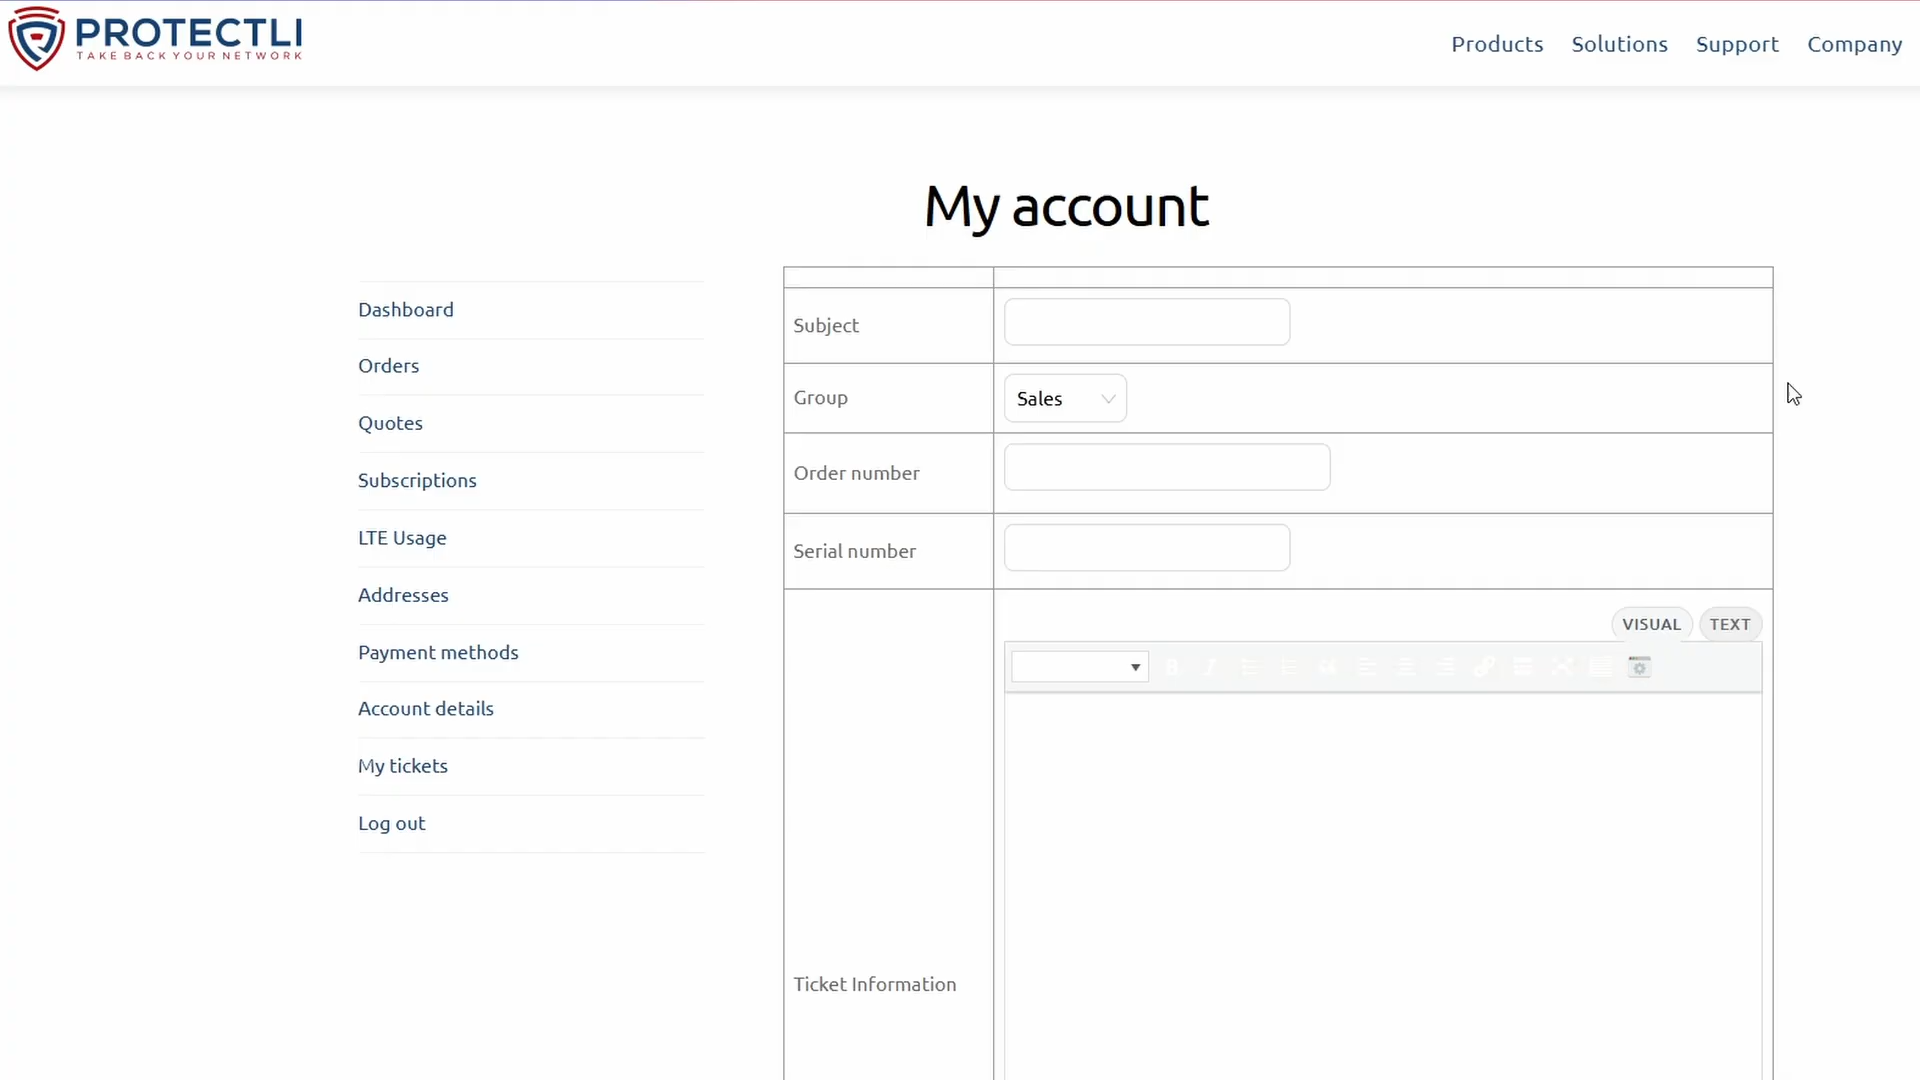 PROTECTLI
TAKE BACK YOUR NETWORK
Products Solutions Support Company
My account
Dashboard
Orders
Quotes
Subscriptions
LTE Usage
Addresses
Payment methods
Account details
My tickets
Log out
Subject
Group Sales
Order number
Serial number
VISUAL TEXT
B I
Ticket Information